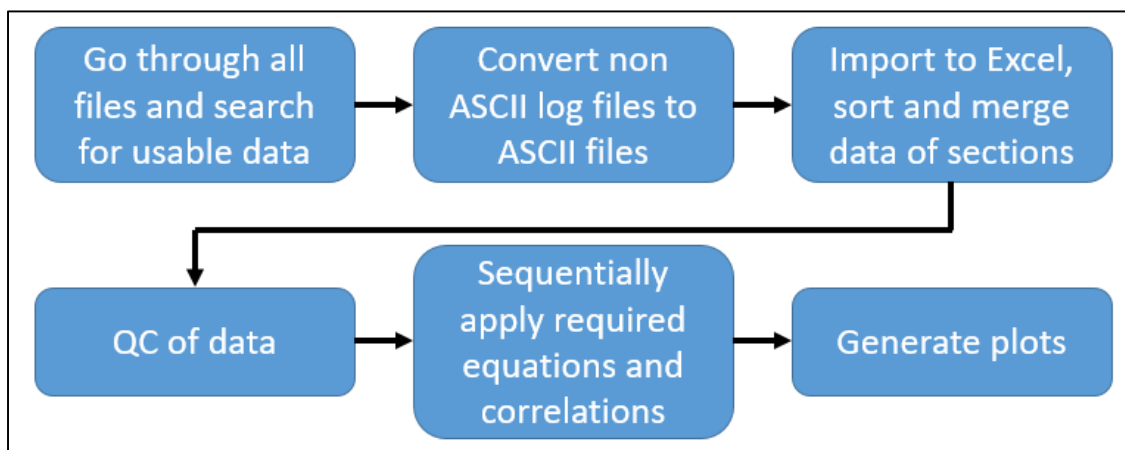 Go through all
files and search
for usable data
Convert non
ASCII log files to
ASCII files
Import to Excel,
sort and merge
data of sections
QC of data
Sequentially
apply required
equations and
correlations
Generate plots